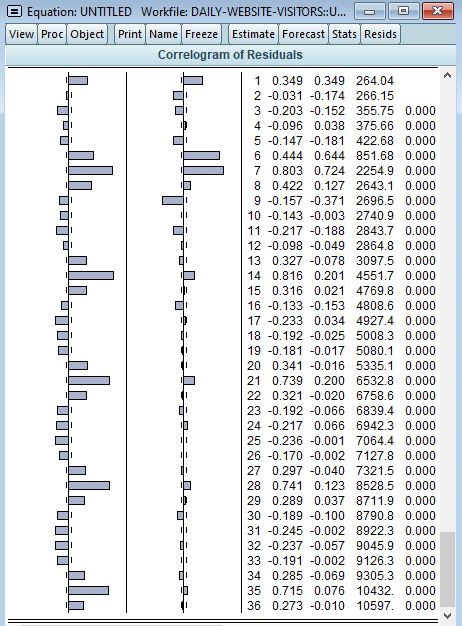 Equation: UNTITLED Workfile: DAILY-WEBSITE-VISITORS::U...
View Proc Object Print Name Freeze Estimate Forecast Stats Resids
Correlogram of Residuals
1 0.349 0.349 264.04
2 -0.031 -0.174 266.15
3 -0.203 -0.152 355.75 0.000
4 -0.096 0.038 375.66 0.000
5 -0.147 -0.181 422.68 0.000
6 0.444 0.644 851.68 0.000
7 0.803 0.724 2254.9 0.000
8 0.422 0.127 2643.1 0.000
9 -0.157 -0.371 2696.5 0.000
10 -0.143 -0.003 2740.9 0.000
11 -0.217 -0.188 2843.7 0.000
12 -0.098 -0.049 2864.8 0.000
13 0.327 -0.078 3097.5 0.000
14 0.816 0.201 4551.7 0.000
15 0.316 0.021 4769.8 0.000
16 -0.133 -0.153 4808.6 0.000
17 -0.233 0.034 4927.4 0.000
18 -0.192 -0.025 5008.3 0.000
19 -0.181 -0.017 5080.1 0.000
20 0.341 -0.016 5335.1 0.000
21 0.739 0.200 6532.8 0.000
22 0.321 -0.020 6758.6 0.000
23 -0.192 -0.066 6839.4 0.000
24 -0.217 0.066 6942.3 0.000
25 -0.236 -0.001 7064.4 0.000
26 -0.170 -0.002 7127.8 0.000
27 0.297 -0.040 7321.5 0.000
28 0.741 0.123 8528.5 0.000
29 0.289 0.037 8711.9 0.000
30 -0.189 -0.100 8790.8 0.000
31 -0.245 -0.002 8922.3 0.000
32 -0.237 -0.057 9045.9 0.000
33 -0.191 -0.002 9126.3 0.000
34 0.285 -0.069 9305.3 0.000
35 0.715 0.076 10432. 0.000
36 0.273 -0.010 10597. 0.000